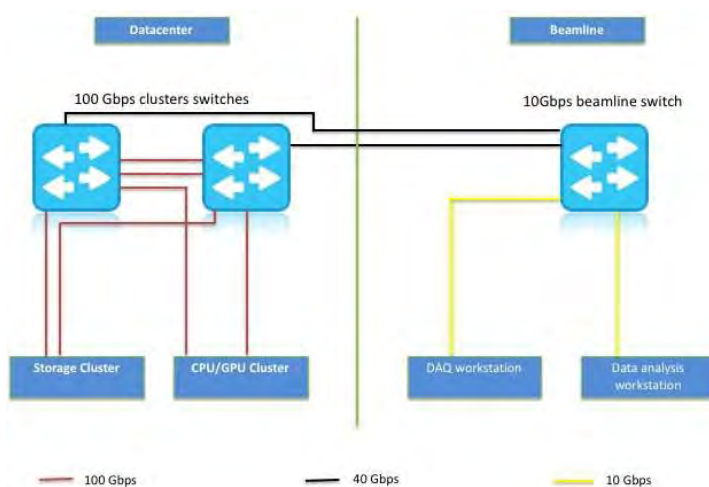 Datacenter
Beamline
100 Gbps clusters switches
10Gbps beamline switch
Storage Cluster
CPU/GPU Cluster
DAQ workstation
Data analysis
workstation
100 Gbps
40 Gbps
10 Gbps